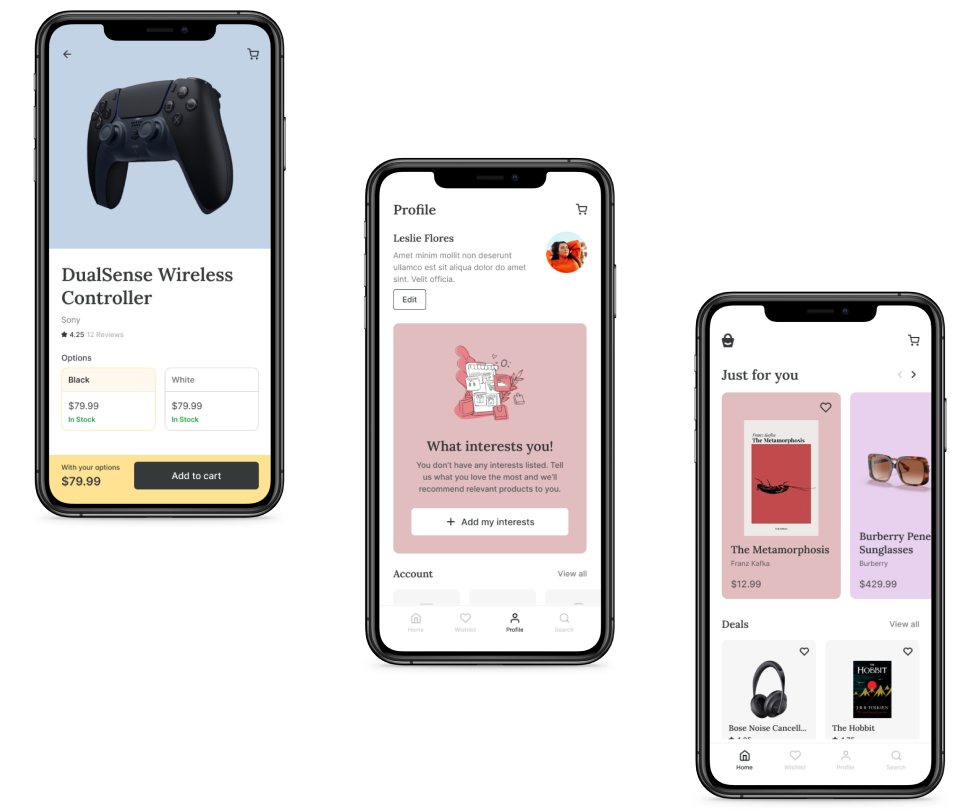 DualSense Wireless
Controller
Sony
4.25 12 Reviews
Options
Black
$79.99
In Stock
White
$79.99
In Stock
With your options
$79.99
Add to cart
Profile
Leslie Flores
Amet minim mollit non deserunt
ullamco est sit aliqua dolor do amet
sint. Velit officia.
Edit
What interests you!
You don't have any interests listed. Tell
us what you love the most and we'll
recommend relevant products to you.
+ Add my interests
Account
View all
Home
Wishlist
Profile
Search
Just for you
Franz Kafka
The Metamorphosis
The Metamorphosis
Franz Kafka
$12.99
Burberry Pene
Sunglasses
Burberry
$429.99
Deals
View all
Bose Noise Cancell...
THE
HOBBIT
J.R.R. TOLKIEN
The Hobbit
Home
Wishlist
Profile
Search